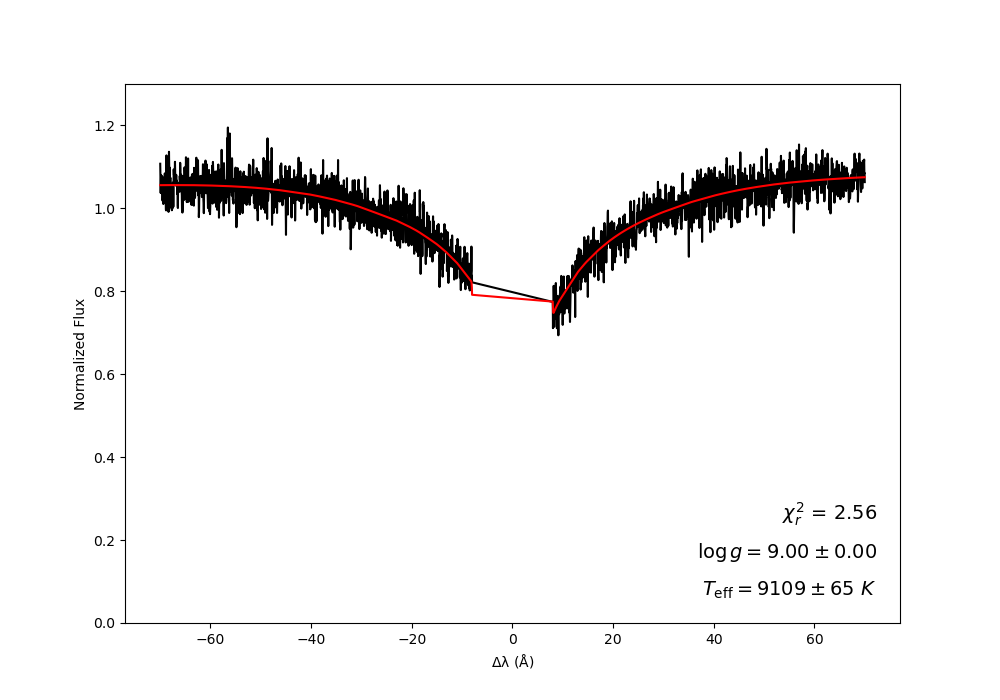 1.2
1.0
0.8
0.6
0.4
0.2
0.0
Normalized Flux
χ²ᵣ = 2.56
log g = 9.00 ± 0.00
T_eff = 9109 ± 65 K
−60 −40 −20 0 20 40 60
Δλ (Å)